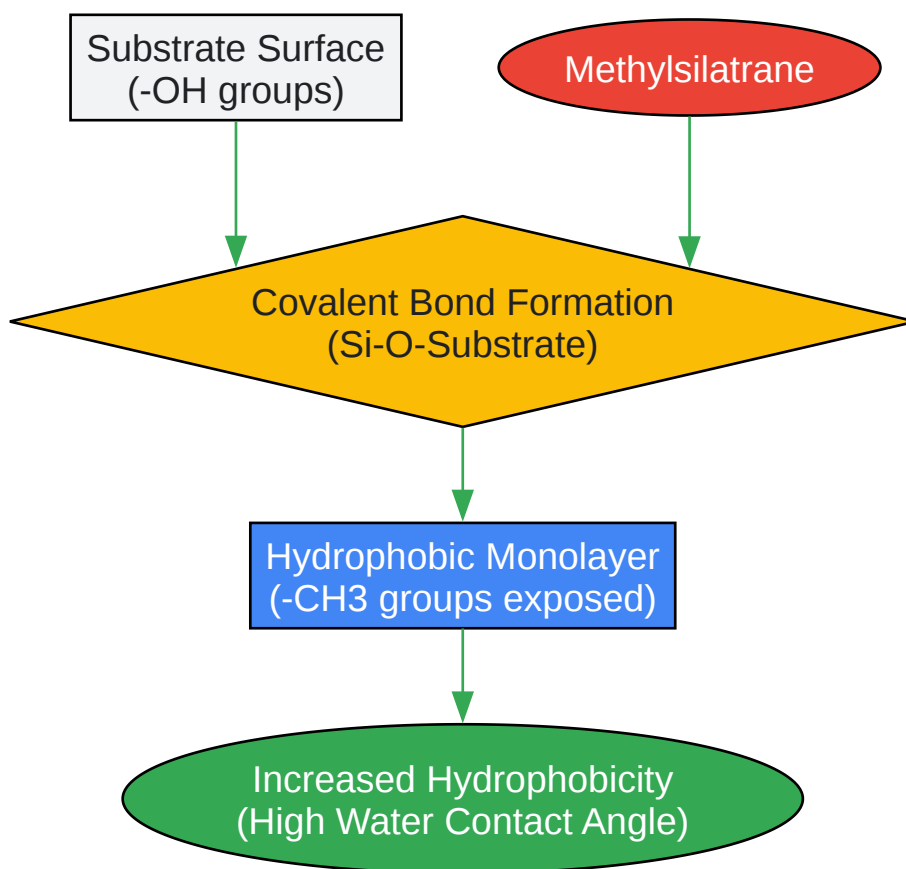 Substrate Surface
(-OH groups)
Methylsilatrane
Covalent Bond Formation
(Si-O-Substrate)
Hydrophobic Monolayer
(-CH3 groups exposed)
Increased Hydrophobicity
(High Water Contact Angle)